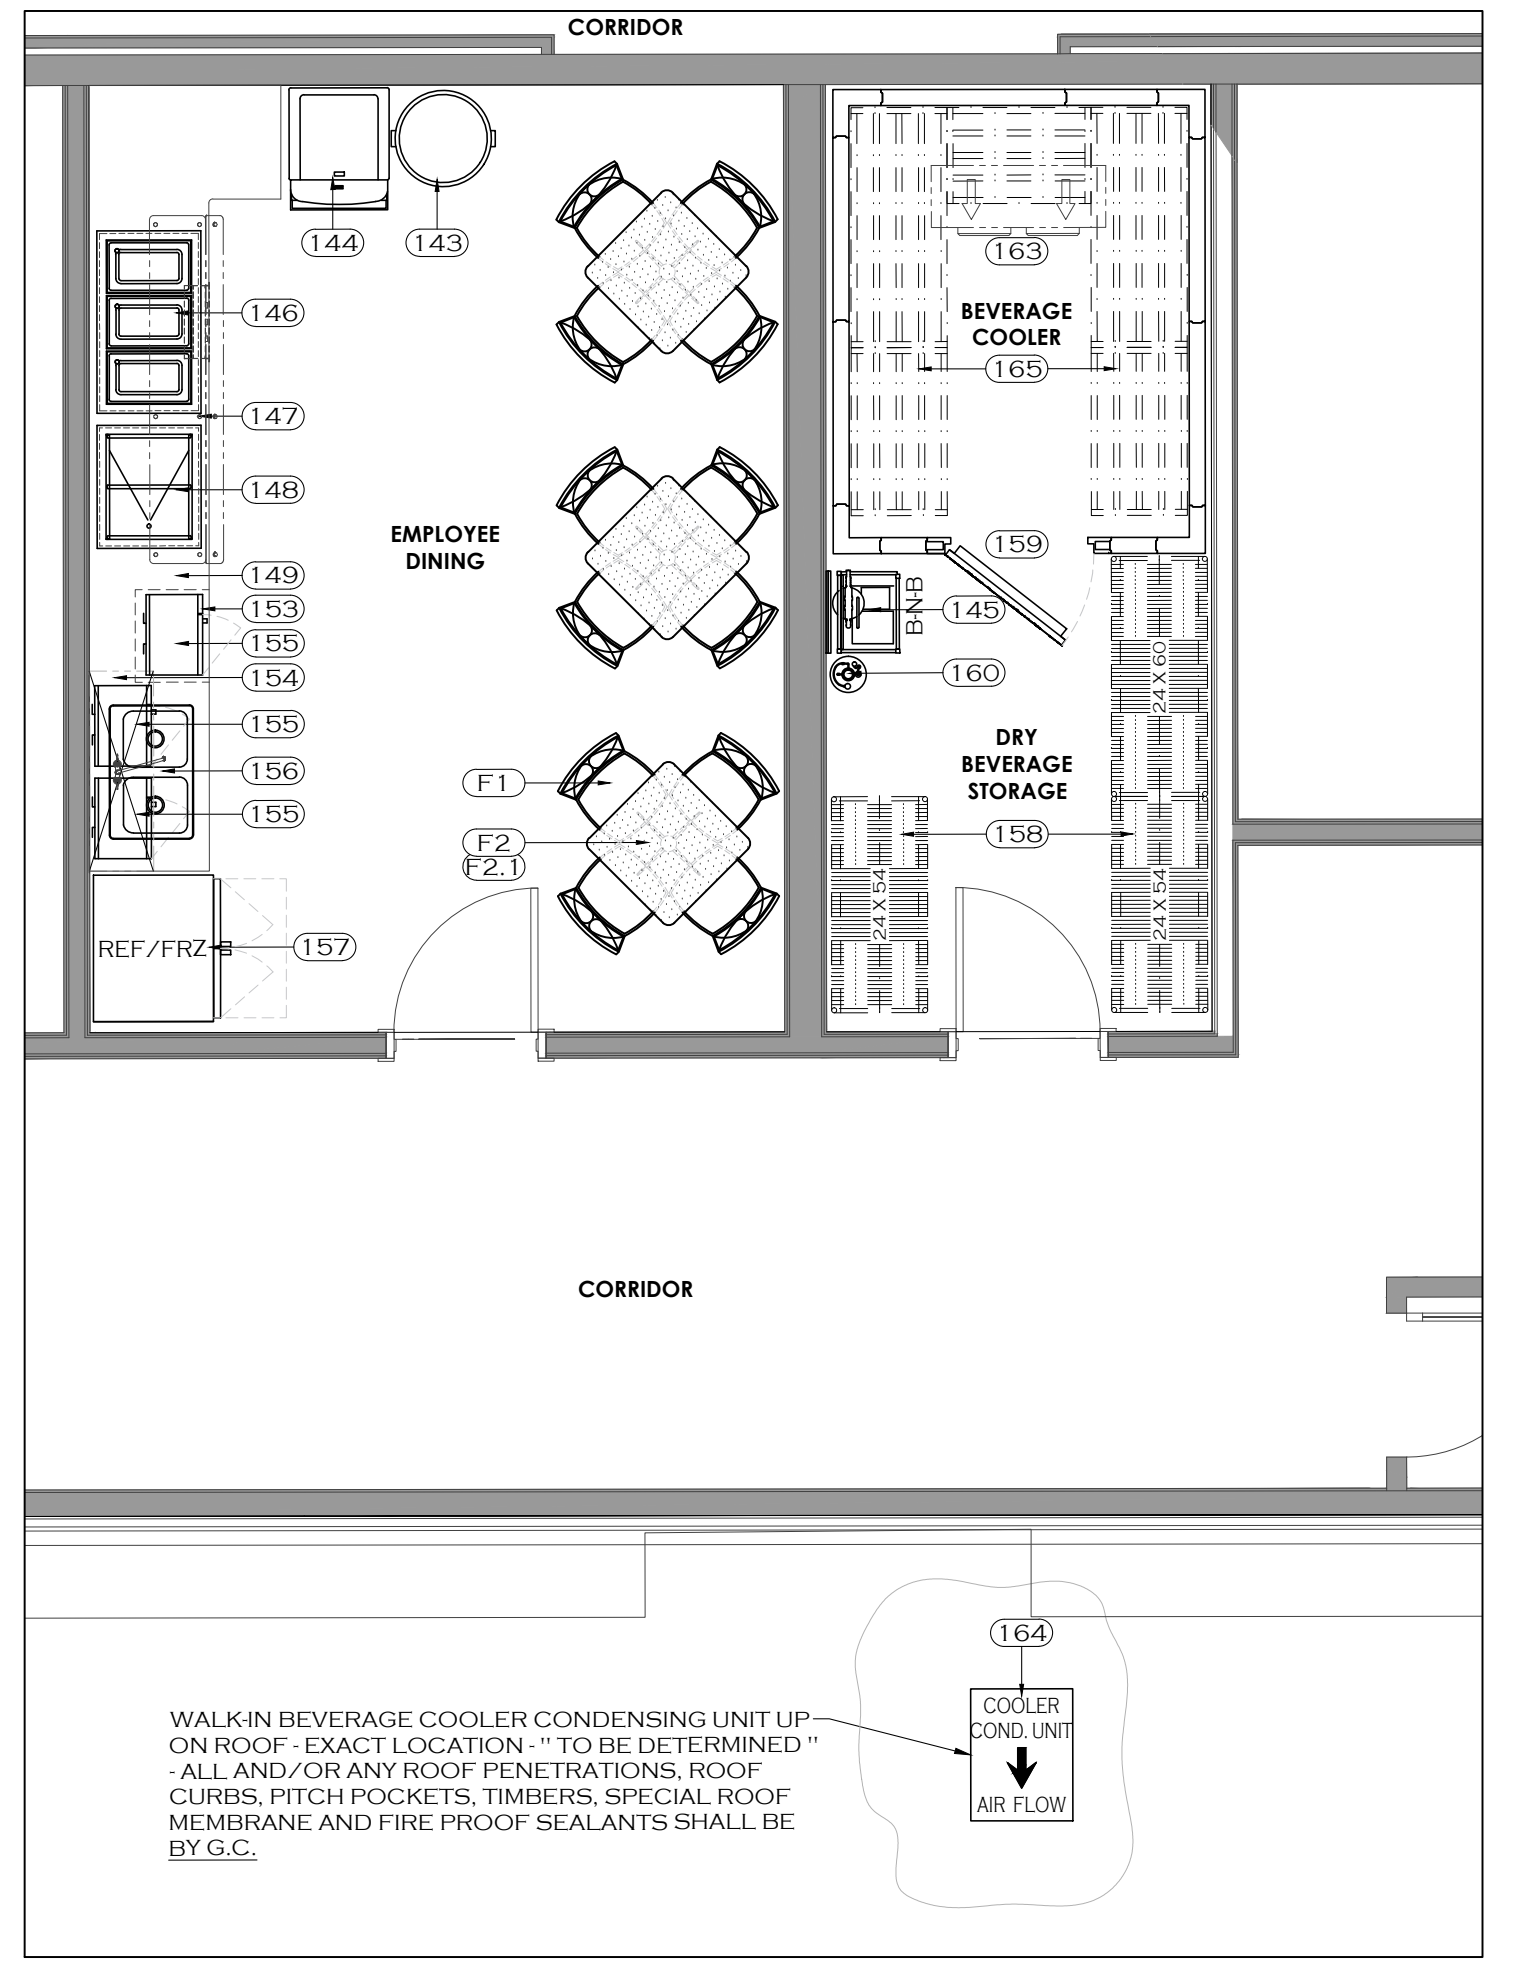 CORRIDOR
144
143
163
146
BEVERAGE
COOLER
165
147
148
EMPLOYEE
DINING
159
149
153
145
B-N-B
155
154
160
24 X 60
155
DRY
BEVERAGE
STORAGE
156
F1
155
158
F2
F2.1
24 X 54
24 X 54
REF/FRZ
157
CORRIDOR
164
COOLER
COND. UNIT
AIR FLOW
WALK-IN BEVERAGE COOLER CONDENSING UNIT UP
ON ROOF - EXACT LOCATION - " TO BE DETERMINED "
- ALL AND/OR ANY ROOF PENETRATIONS, ROOF
CURBS, PITCH POCKETS, TIMBERS, SPECIAL ROOF
MEMBRANE AND FIRE PROOF SEALANTS SHALL BE
BY G.C.